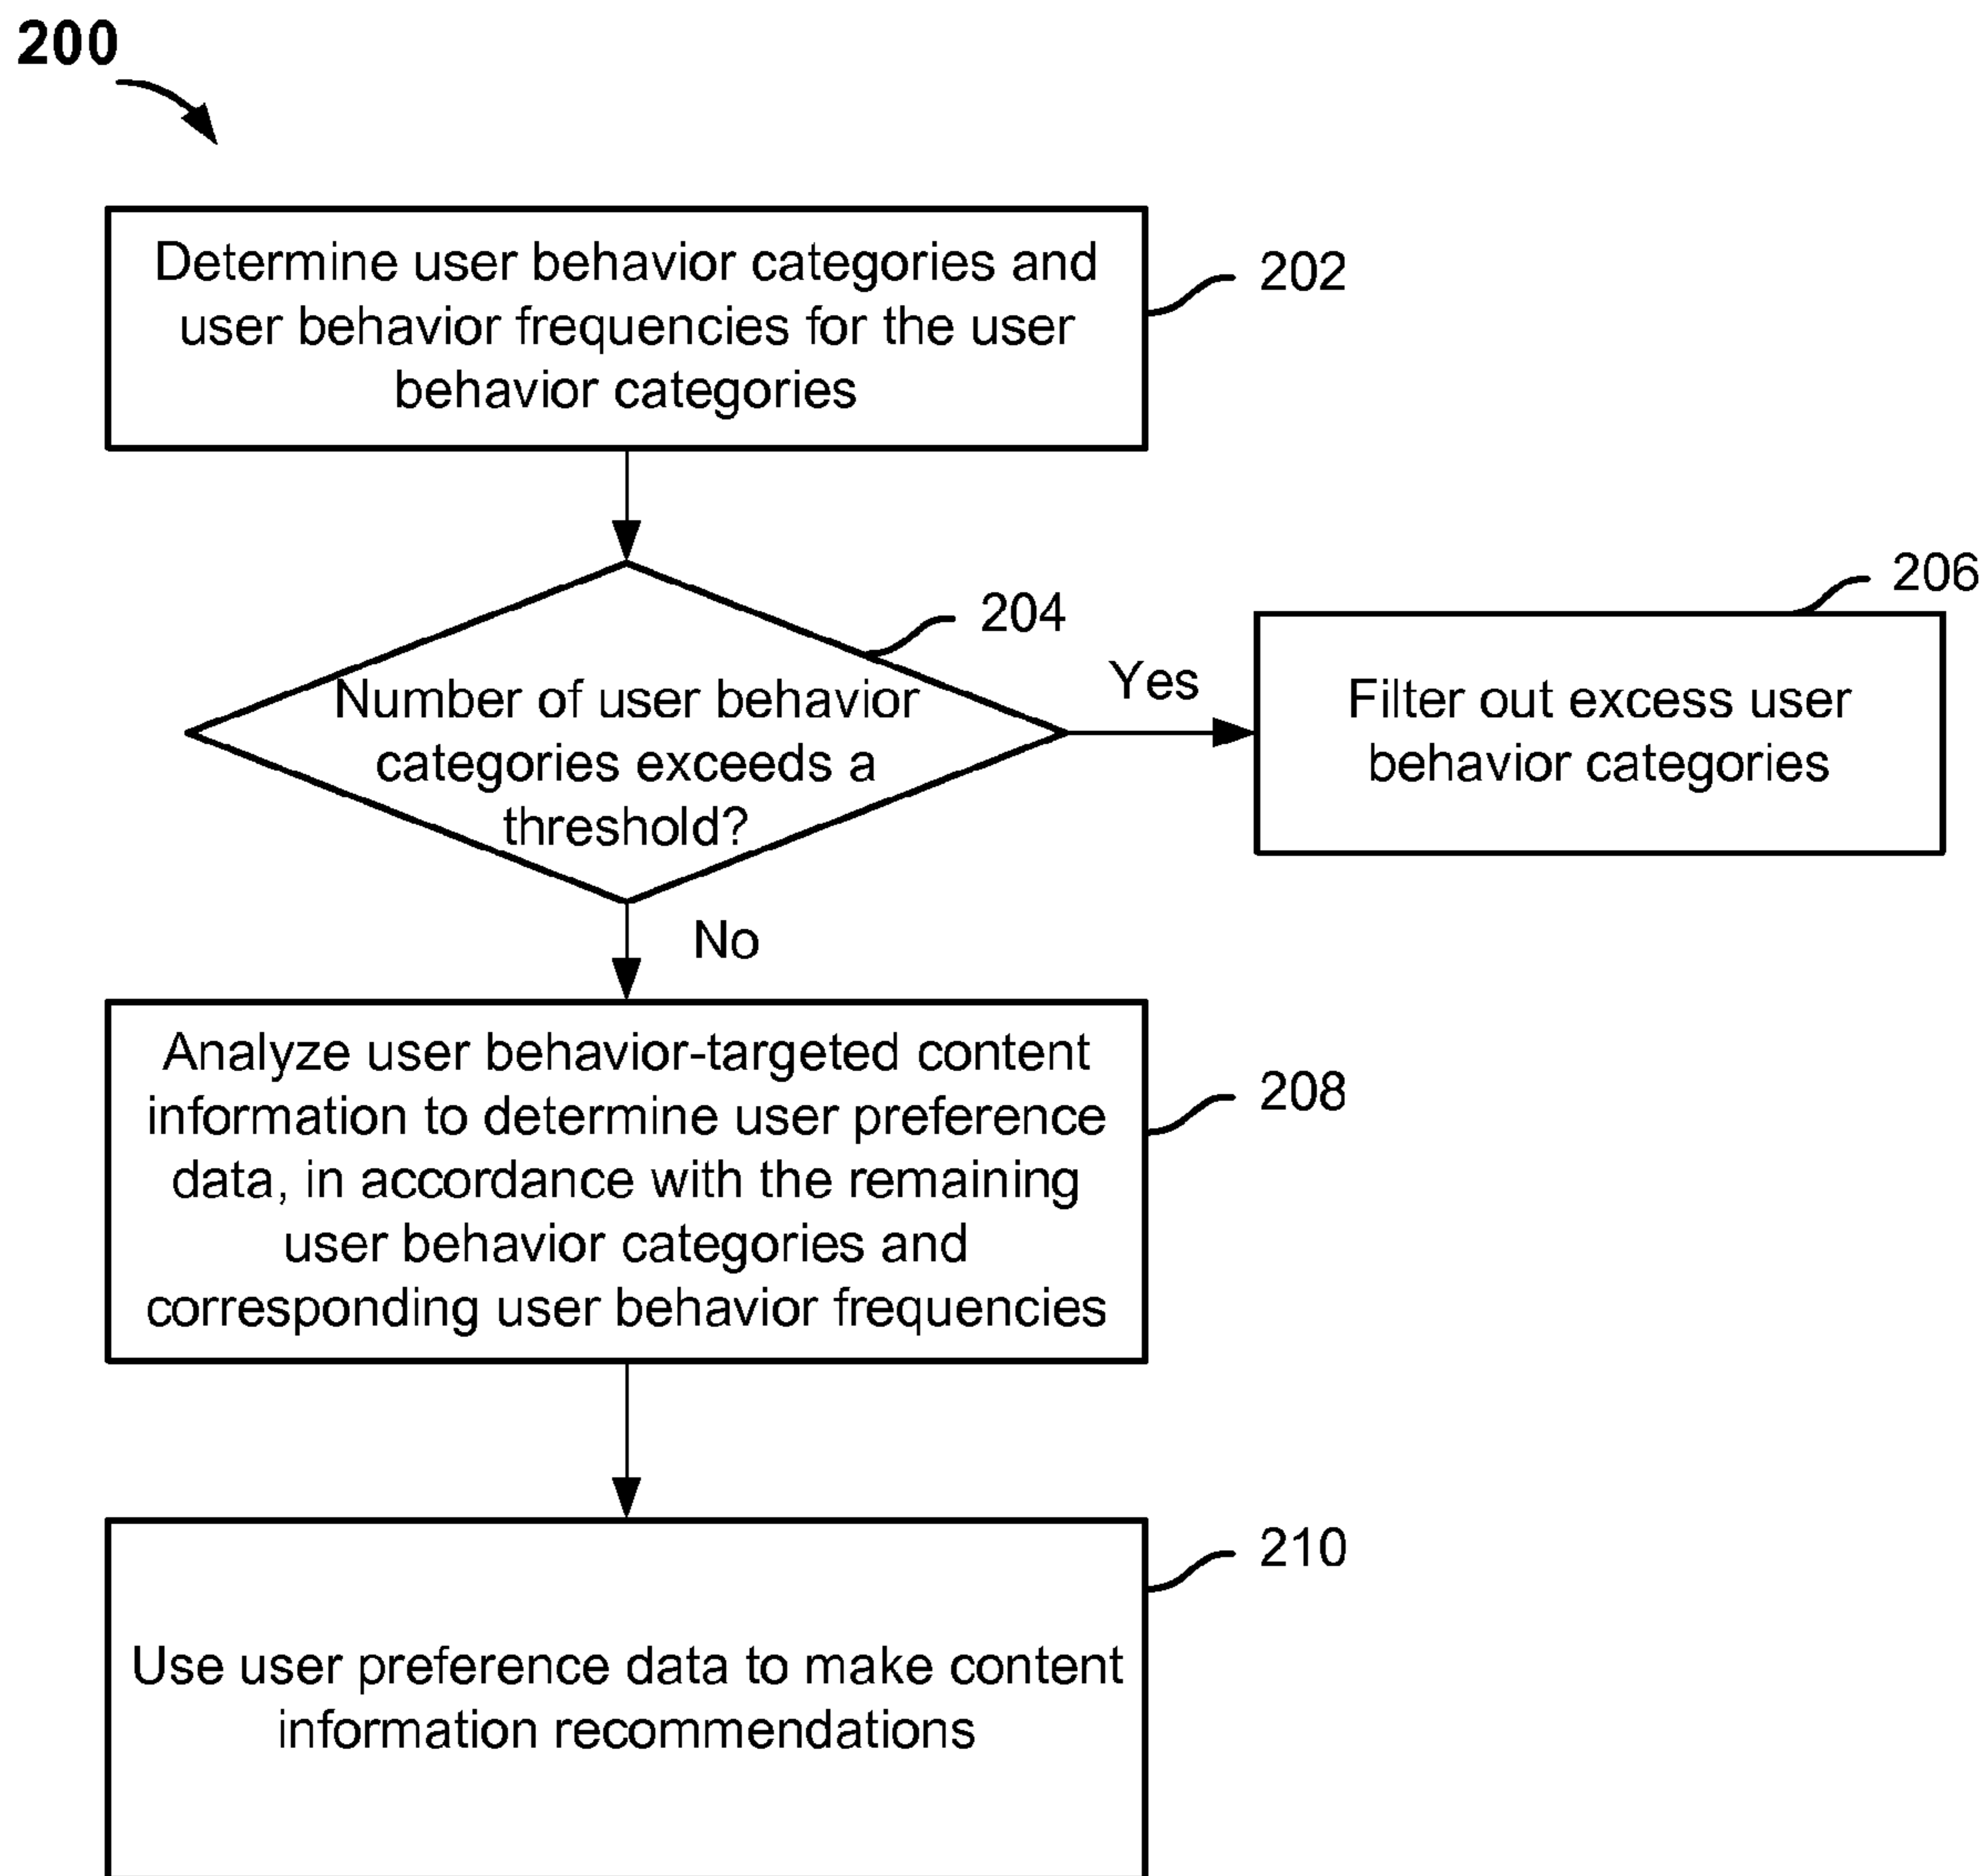 200
Determine user behavior categories and
user behavior frequencies for the user
behavior categories
202
204
Number of user behavior
categories exceeds a
threshold?
Yes
206
Filter out excess user
behavior categories
No
Analyze user behavior-targeted content
information to determine user preference
data, in accordance with the remaining
user behavior categories and
corresponding user behavior frequencies
208
210
Use user preference data to make content
information recommendations